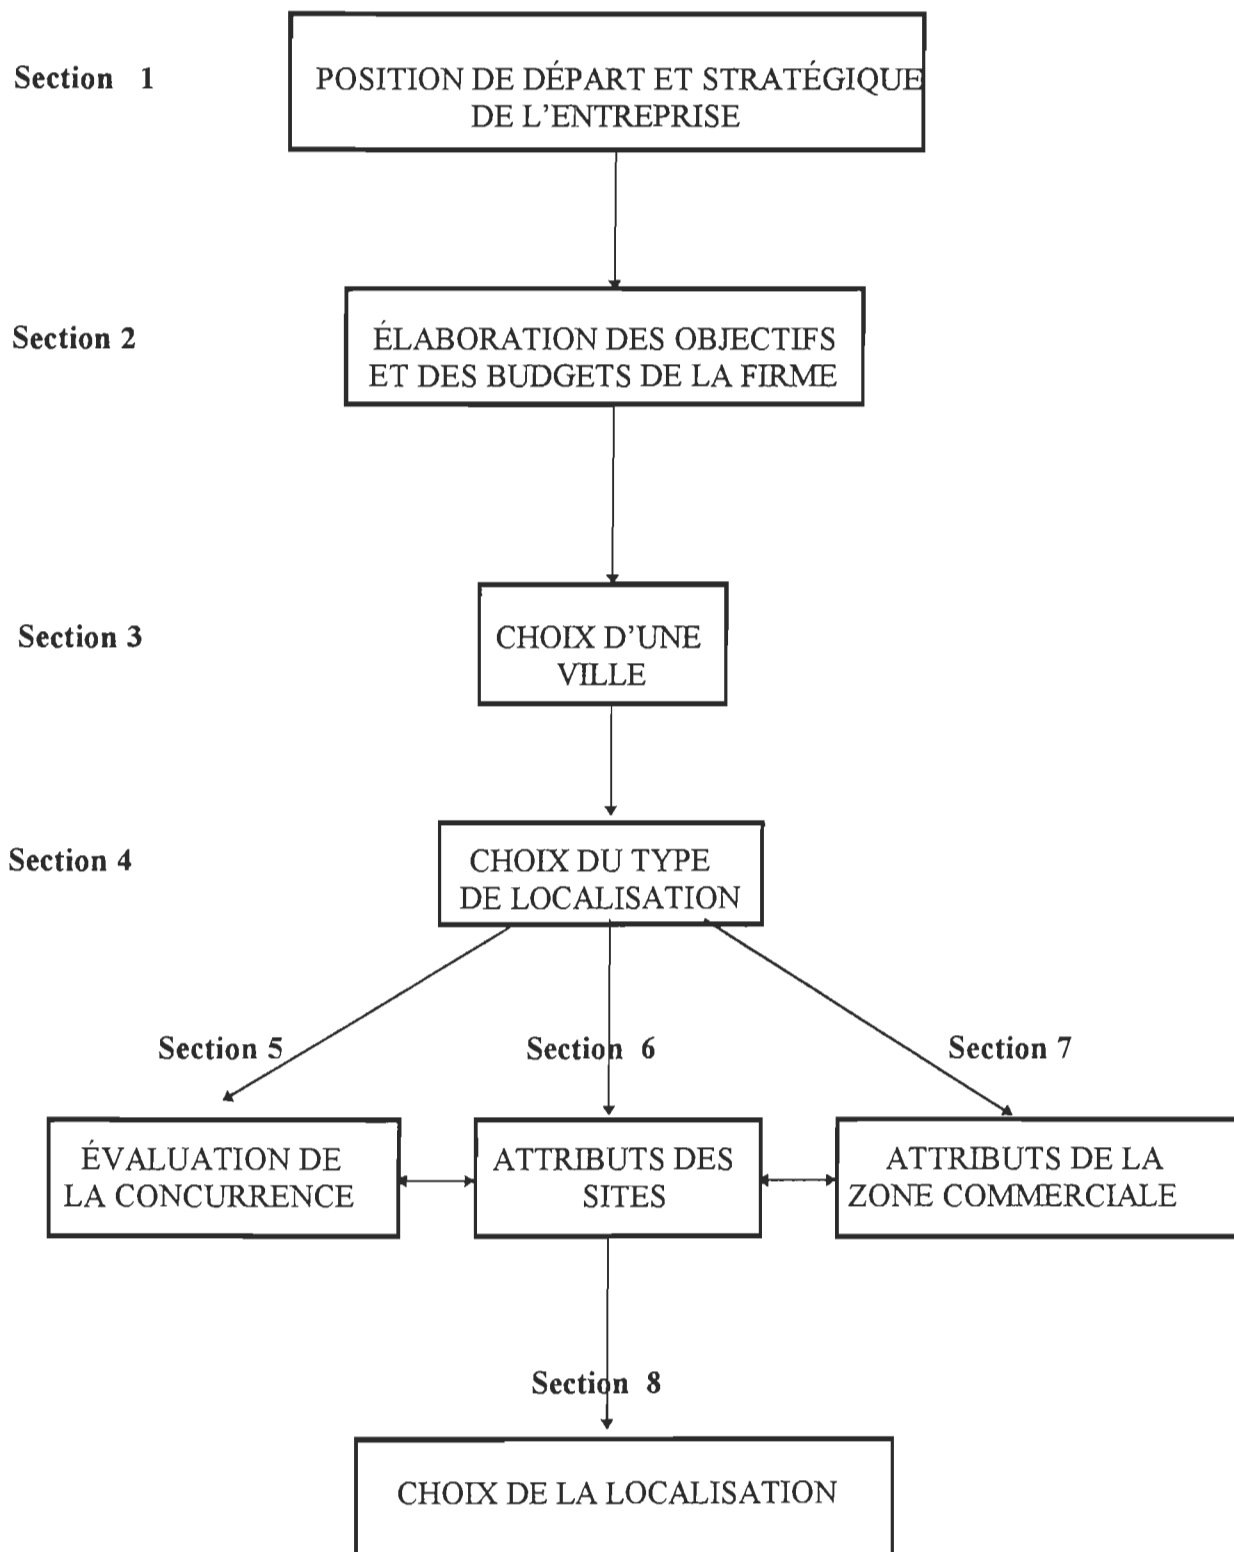 Section 1
POSITION DE DÉPART ET STRATÉGIQUE
DE L'ENTREPRISE
Section 2
ÉLABORATION DES OBJECTIFS
ET DES BUDGETS DE LA FIRME
Section 3
CHOIX D'UNE
VILLE
Section 4
CHOIX DU TYPE
DE LOCALISATION
Section 5
Section 6
Section 7
ÉVALUATION DE
LA CONCURRENCE
ATTRIBUTS DES
SITES
ATTRIBUTS DE LA
ZONE COMMERCIALE
Section 8
CHOIX DE LA LOCALISATION